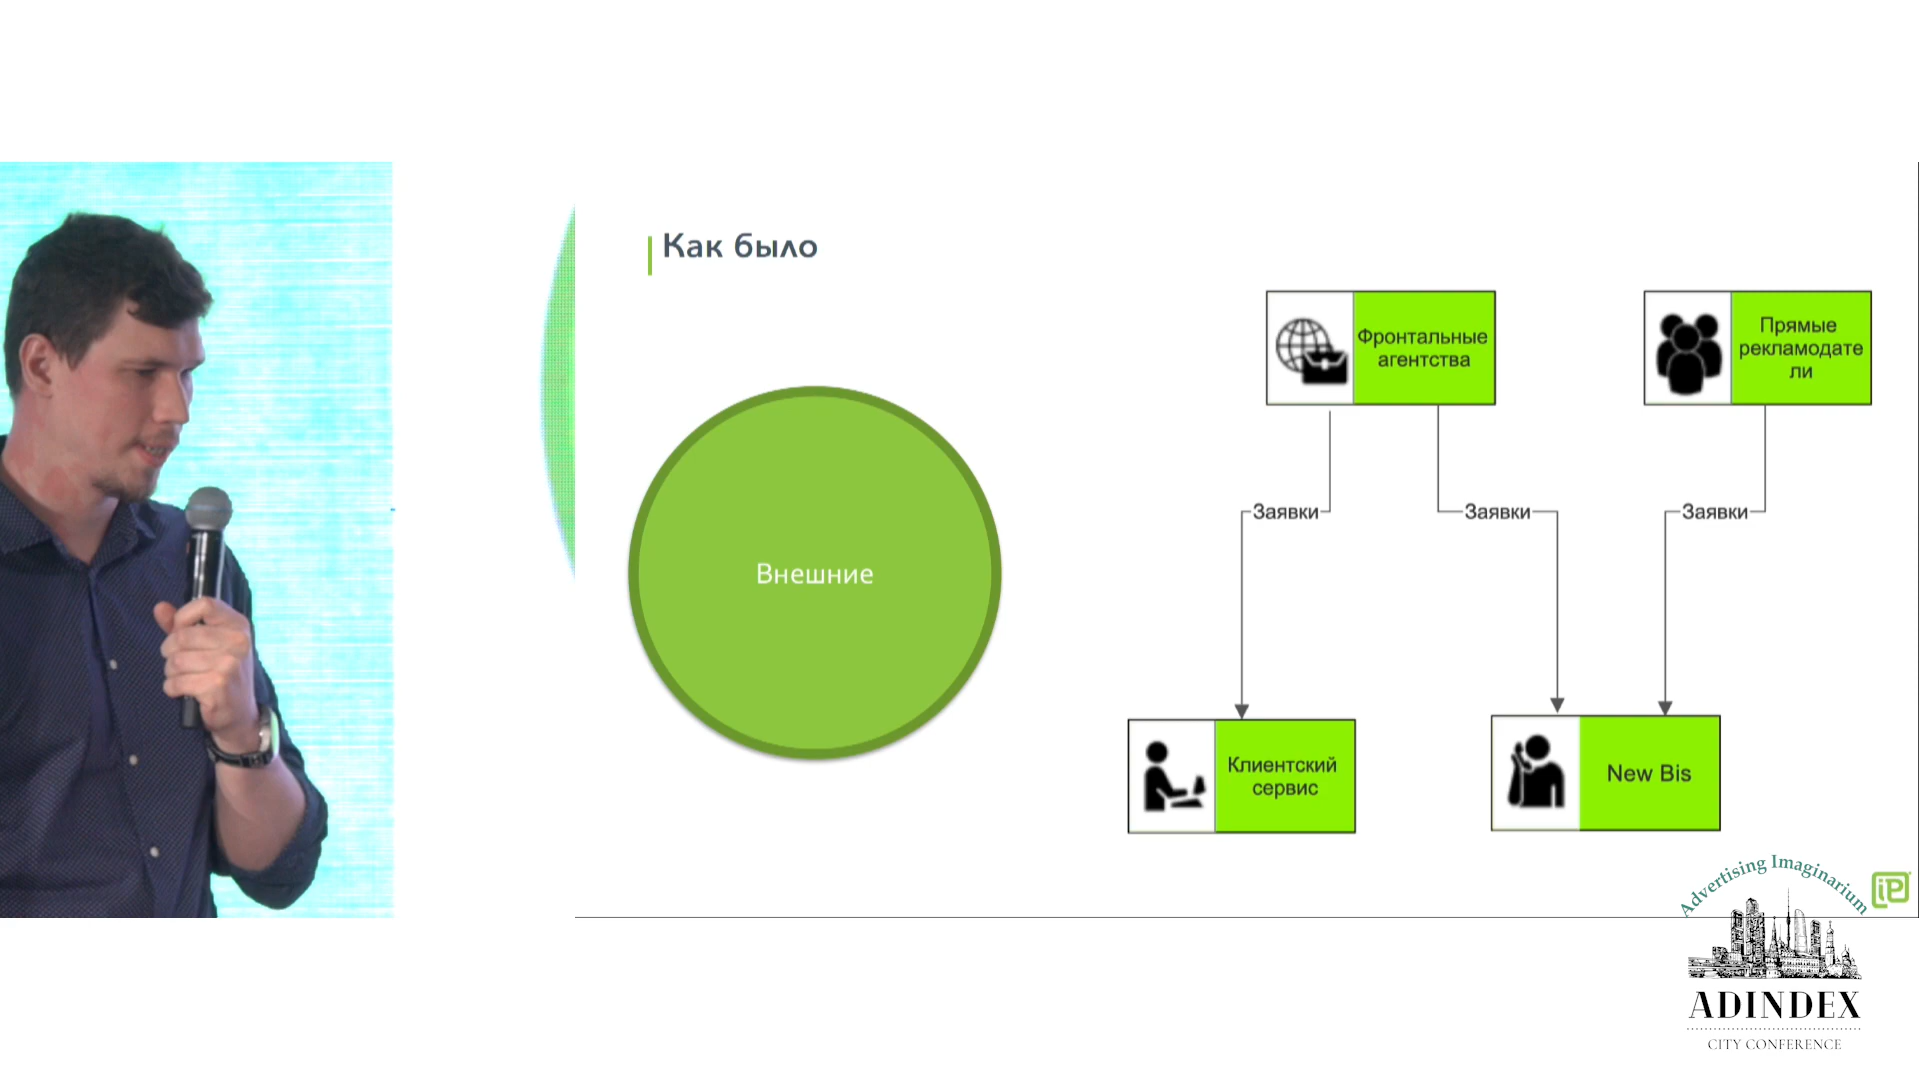 Как было
Внешние
Фронтальные
агентства
Прямые
рекламодате
ли
Заявки
Заявки
Заявки
Клиентский
сервис
New Bis
Advertising Imaginarium
iP
ADINDEX
CITY CONFERENCE